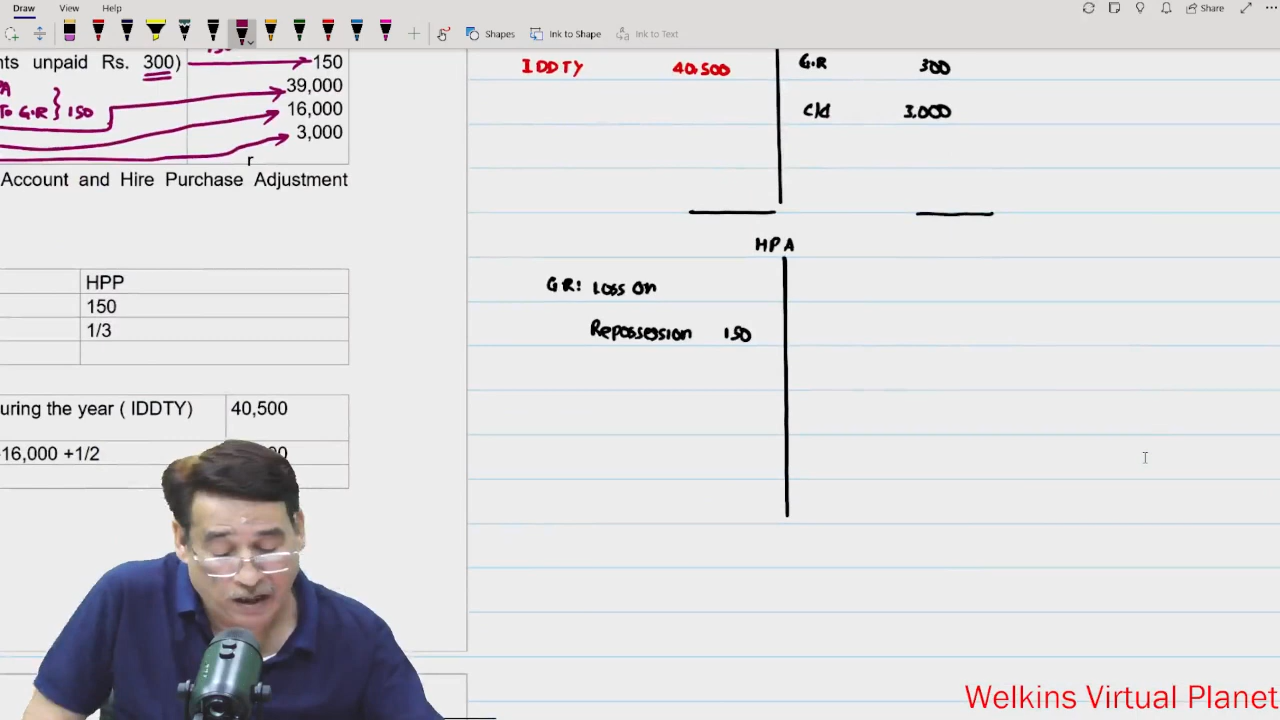 Draw View Help
Shapes Ink to Shape Ink to Text Share
nts unpaid Rs. 300) 150
39,000
To G.R } 150 16,000
3,000
r
Account and Hire Purchase Adjustment
HPP
150
1/3
uring the year ( IDDTY) 40,500
16,000 +1/2
IDDTY 40,500 G.R 300
C/d 3,000
HPA
GR: Loss On
Repossession 150
Welkins Virtual Planet